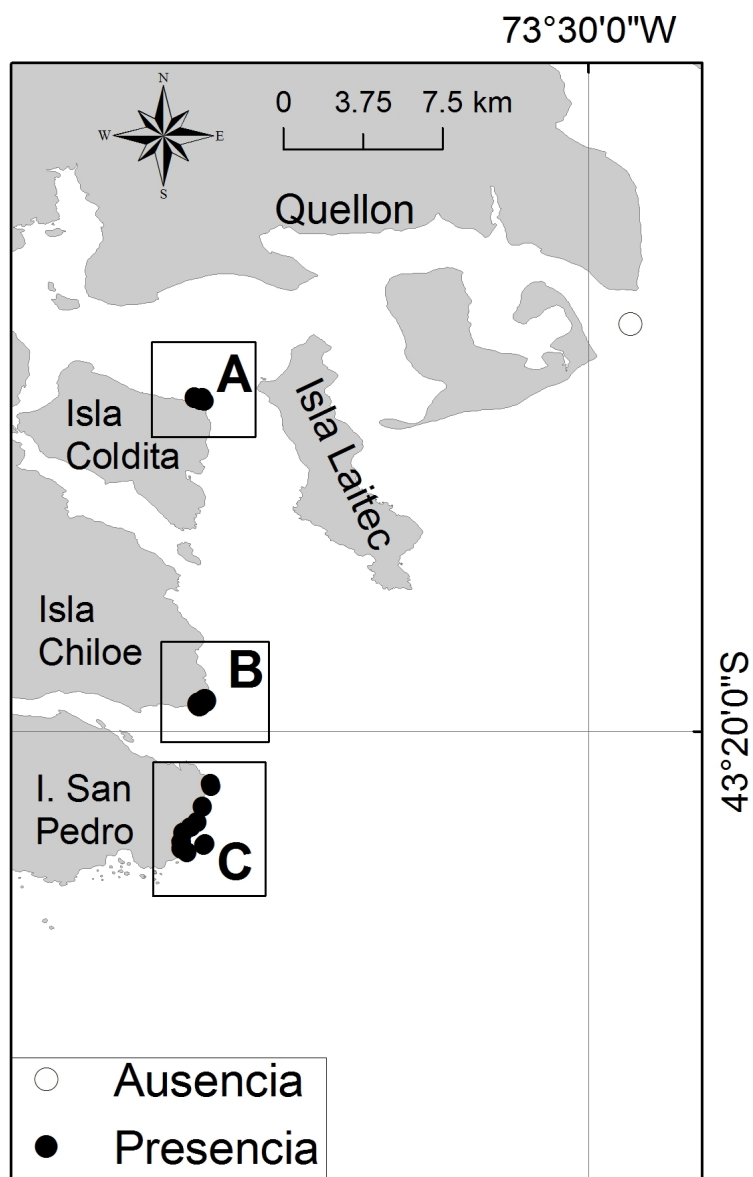 73°30'0"W
N
W E
S
0 3.75 7.5 km
Quellon
A
Isla
Coldita
Isla Laitec
Isla
Chiloe
B
43°20'0"S
I. San
Pedro
C
Ausencia
Presencia